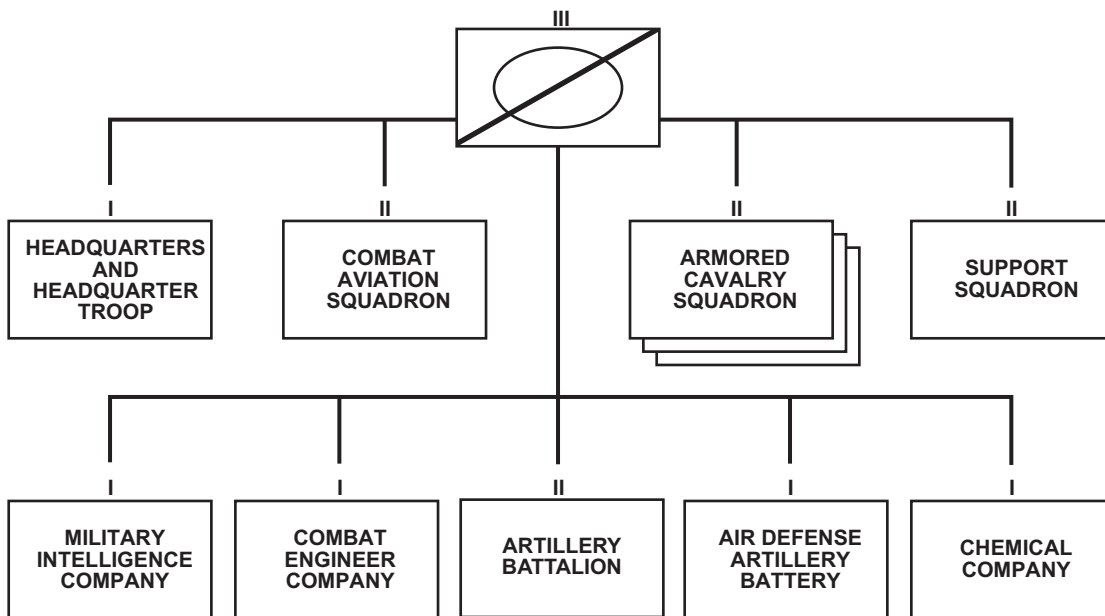 III
I
HEADQUARTERS
AND
HEADQUARTER
TROOP
II
COMBAT
AVIATION
SQUADRON
II
ARMORED
CAVALRY
SQUADRON
II
SUPPORT
SQUADRON
I
MILITARY
INTELLIGENCE
COMPANY
I
COMBAT
ENGINEER
COMPANY
II
ARTILLERY
BATTALION
I
AIR DEFENSE
ARTILLERY
BATTERY
I
CHEMICAL
COMPANY